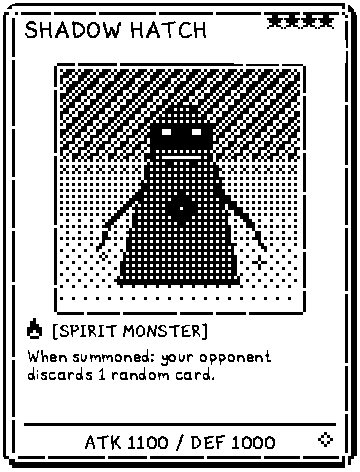 SHADOW HATCH
[SPIRIT MONSTER]
When summoned: your opponent
discards 1 random card.
ATK 1100 / DEF 1000